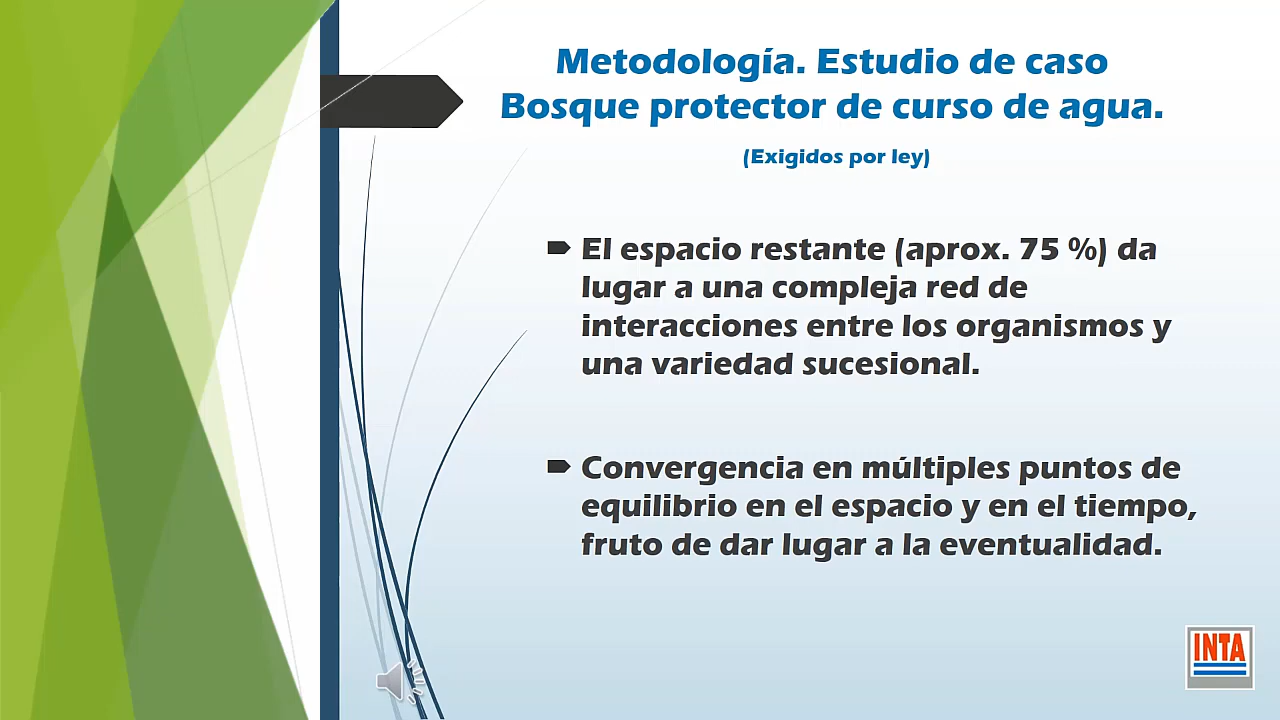 Metodología. Estudio de caso
Bosque protector de curso de agua.
(Exigidos por ley)
El espacio restante (aprox. 75 %) da
lugar a una compleja red de
interacciones entre los organismos y
una variedad sucesional.
Convergencia en múltiples puntos de
equilibrio en el espacio y en el tiempo,
fruto de dar lugar a la eventualidad.
INTA